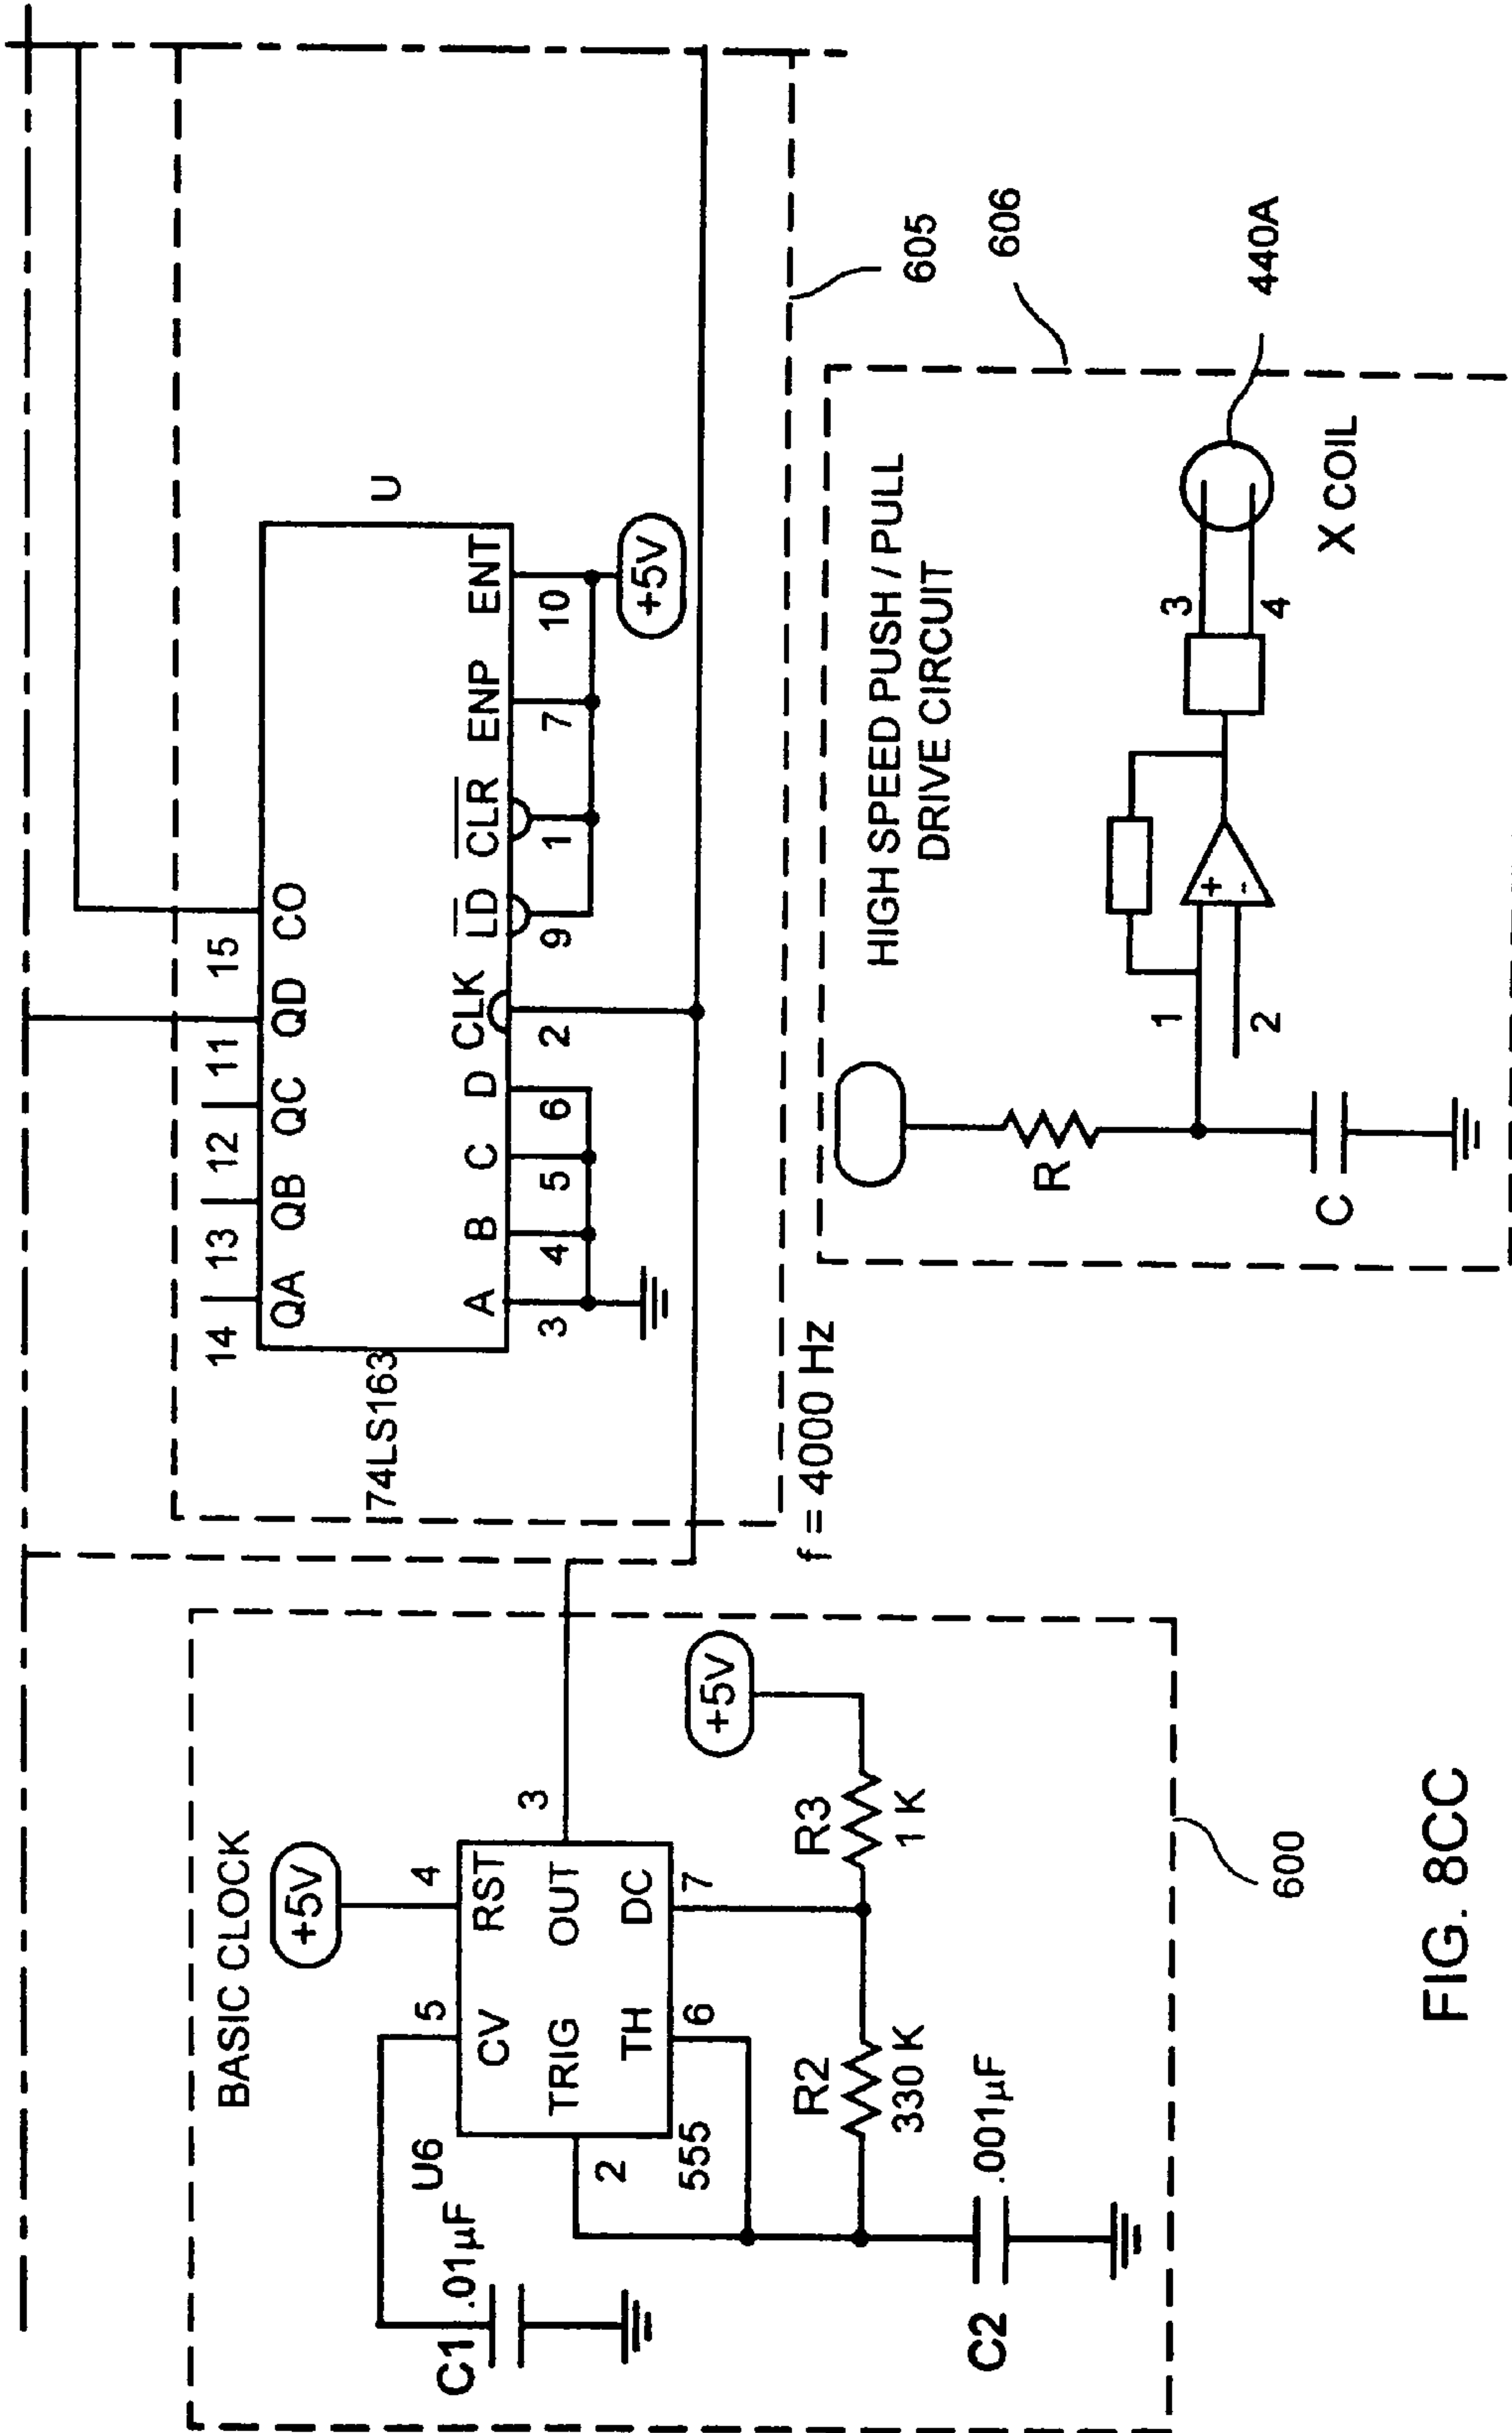 BASIC CLOCK
+5V
5
4
CV
RST
U6
TRIG
OUT
3
TH
DC
2
555
6
7
C1
.01µF
+5V
R2
330 K
R3
1 K
C2
.001µF
600
14
13
12
11
15
QA
QB
QC
QD
CO
74LS163
U
A
B
C
D
CLK
LD
CLR
ENP
ENT
3
4
5
6
2
9
1
7
10
+5V
605
f = 4000 Hz
606
HIGH SPEED PUSH / PULL
DRIVE CIRCUIT
R
1
+
-
2
C
3
4
440A
X COIL
FIG. 8CC